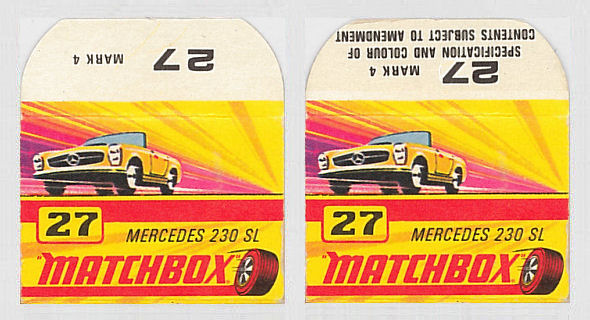 27 MARK 4
27
MERCEDES 230 SL
"MATCHBOX"
SPECIFICATION AND COLOUR OF
CONTENTS SUBJECT TO AMENDMENT
27 MARK 4
27
MERCEDES 230 SL
"MATCHBOX"